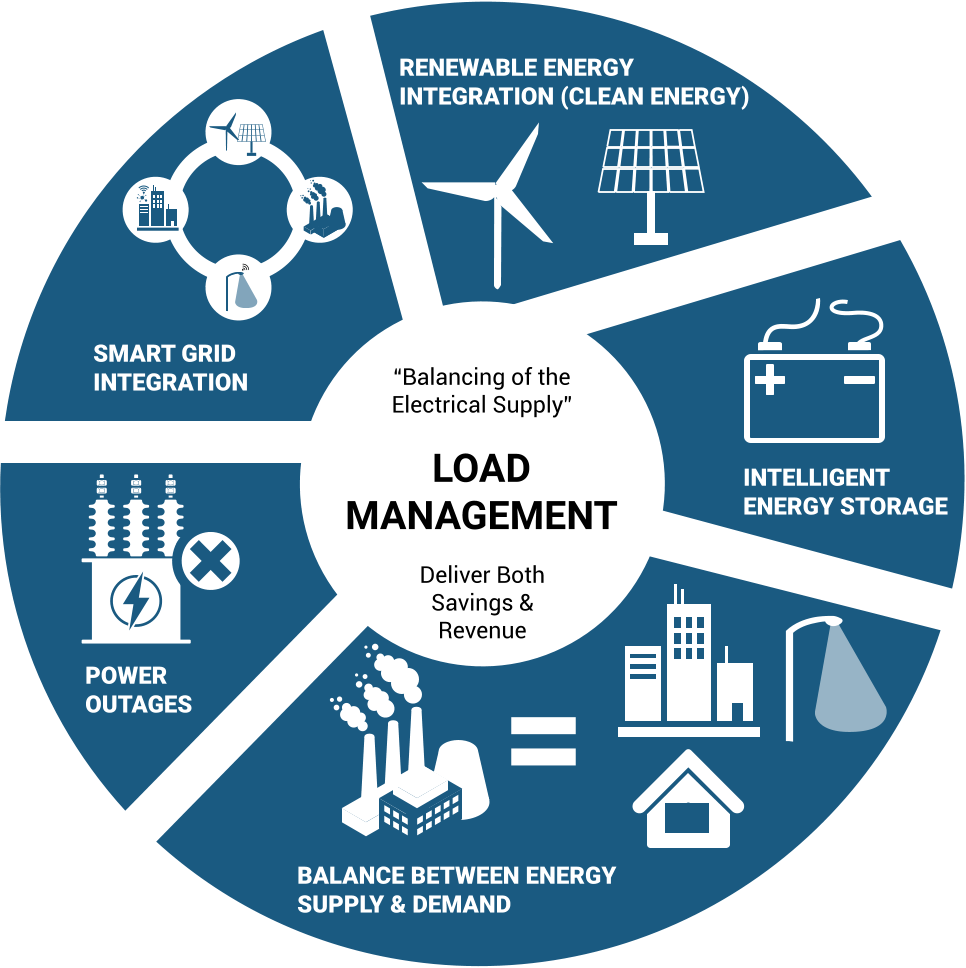 RENEWABLE ENERGY
INTEGRATION (CLEAN ENERGY)
SMART GRID
INTEGRATION
“Balancing of the
Electrical Supply”
LOAD
MANAGEMENT
Deliver Both
Savings &
Revenue
INTELLIGENT
ENERGY STORAGE
POWER
OUTAGES
BALANCE BETWEEN ENERGY
SUPPLY & DEMAND